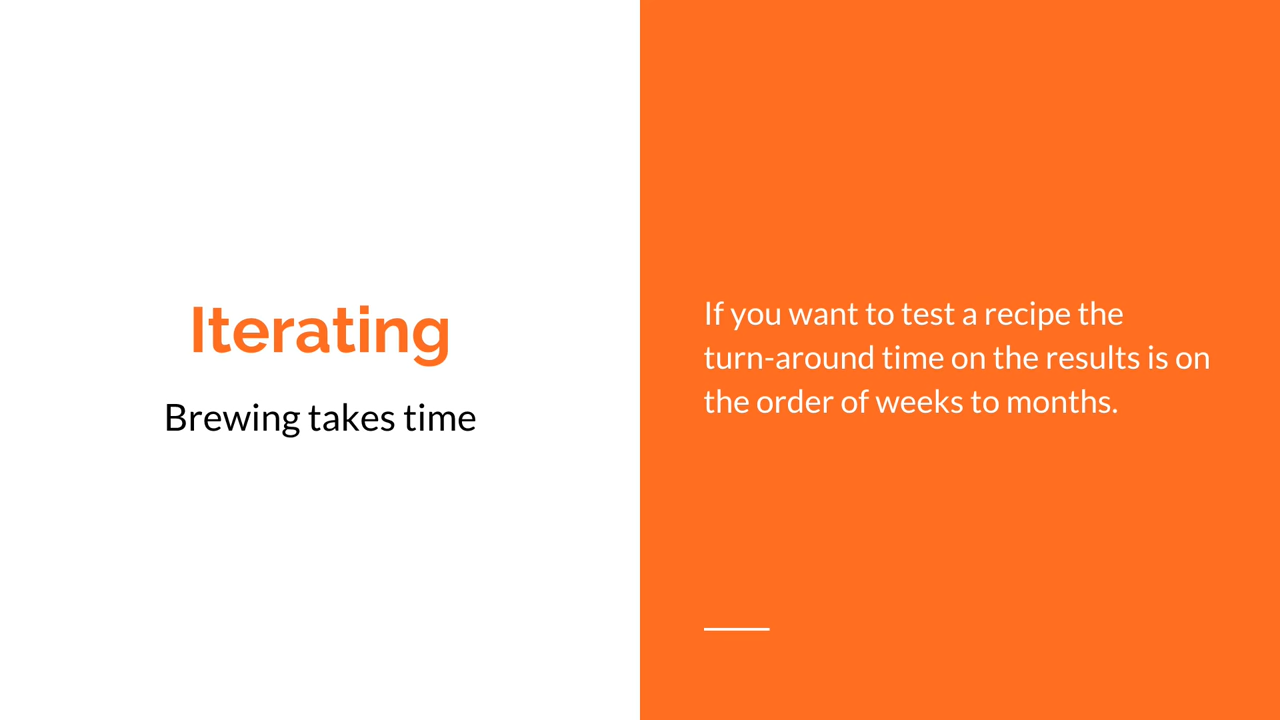 Iterating
Brewing takes time
If you want to test a recipe the
turn-around time on the results is on
the order of weeks to months.